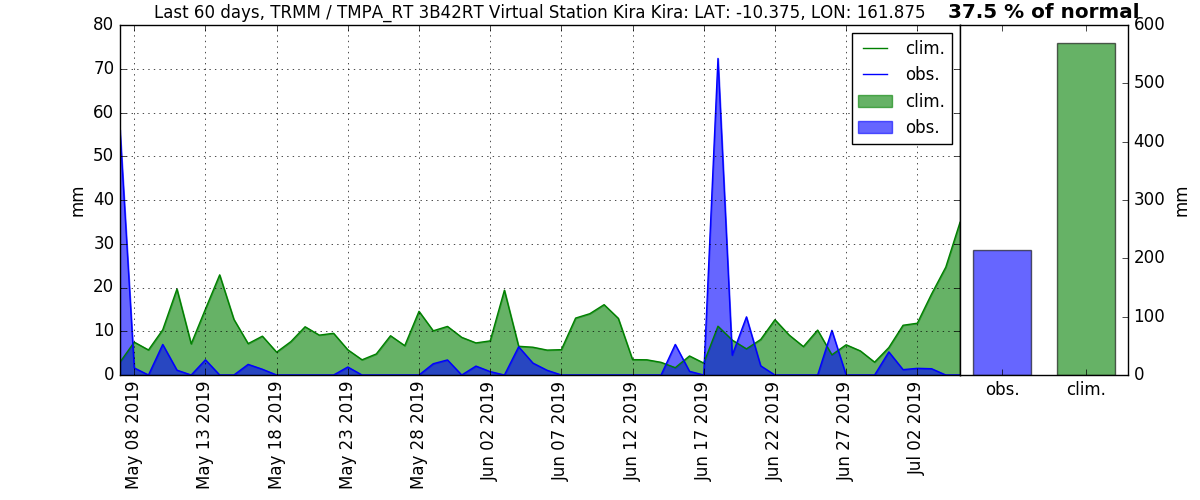 Last 60 days, TRMM / TMPA_RT 3B42RT Virtual Station Kira Kira: LAT: -10.375, LON: 161.875
37.5 % of normal
80
70
60
50
40
30
20
10
0
mm
clim.
obs.
clim.
obs.
600
500
400
300
200
100
0
mm
obs.
clim.
May 08 2019
May 13 2019
May 18 2019
May 23 2019
May 28 2019
Jun 02 2019
Jun 07 2019
Jun 12 2019
Jun 17 2019
Jun 22 2019
Jun 27 2019
Jul 02 2019